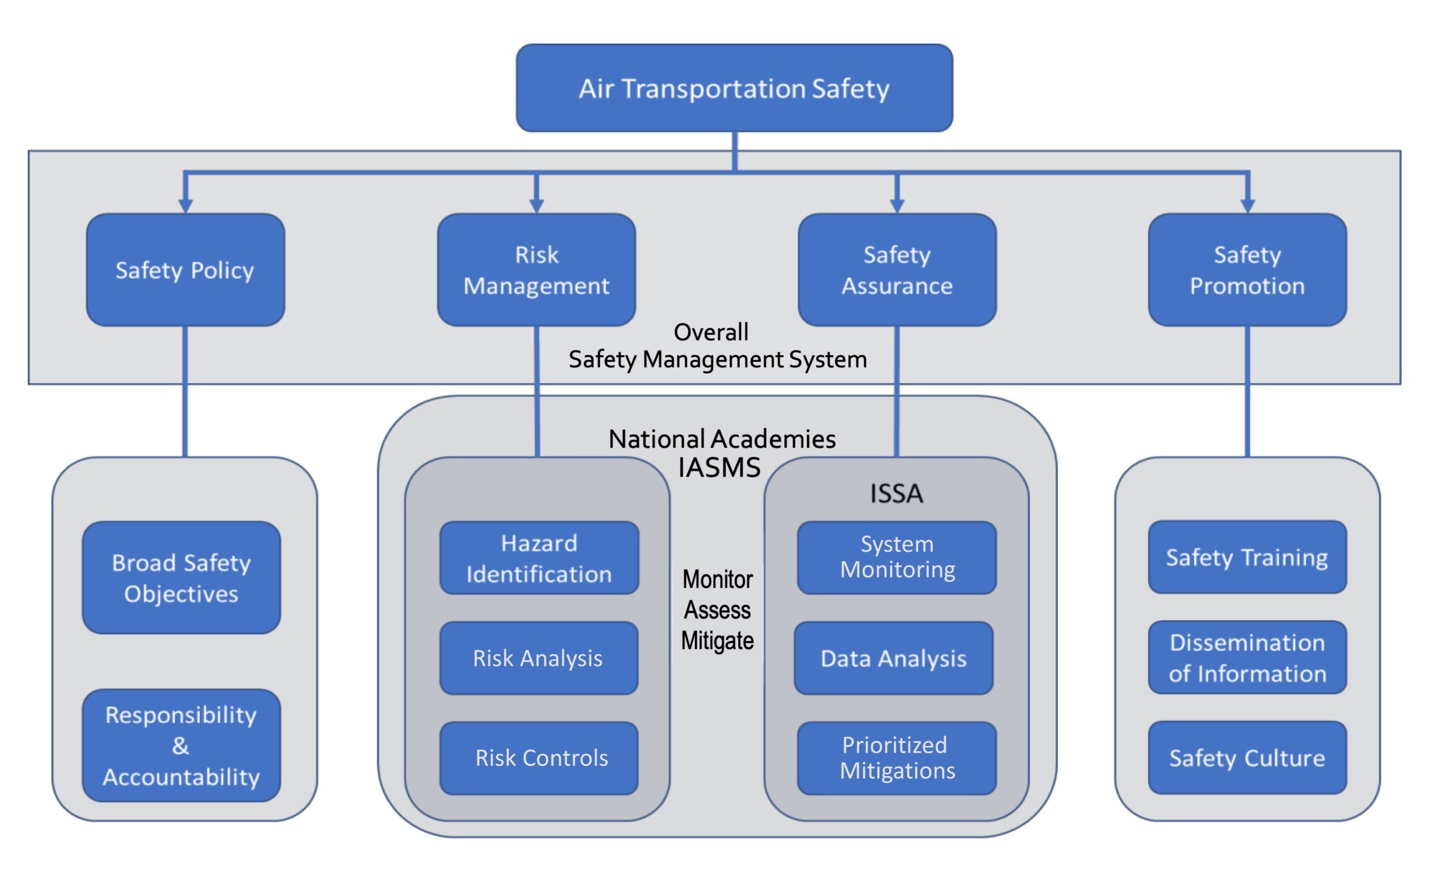 Air Transportation Safety
Safety Policy
Risk
Management
Safety
Assurance
Safety
Promotion
Overall
Safety Management System
National Academies
IASMS
Broad Safety
Objectives
Responsibility
&
Accountability
Hazard
Identification
Risk Analysis
Risk Controls
Monitor
Assess
Mitigate
ISSA
System
Monitoring
Data Analysis
Prioritized
Mitigations
Safety Training
Dissemination
of Information
Safety Culture